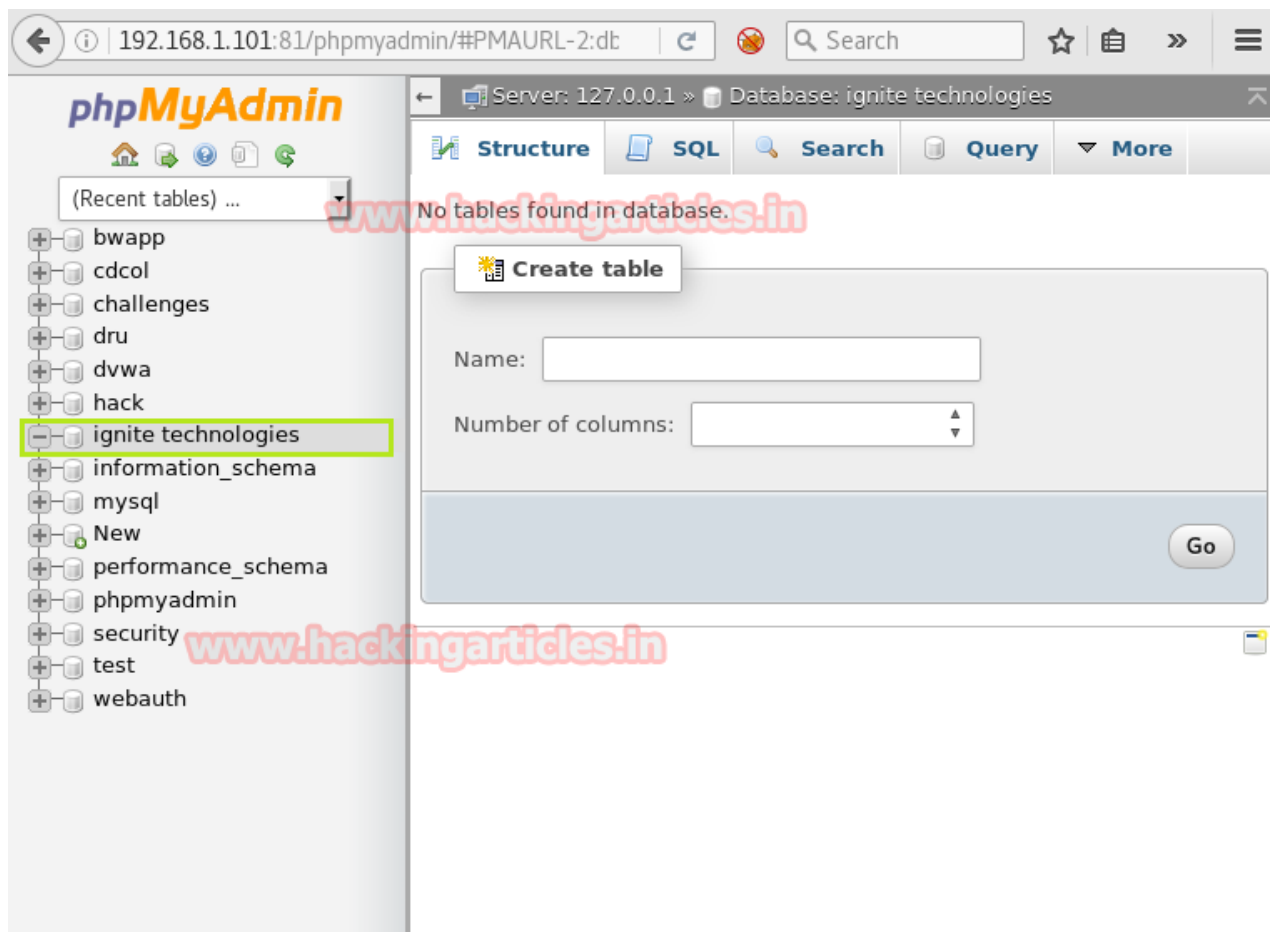 192.168.1.101:81/phpmyadmin/#PMAURL-2:db
Search
phpMyAdmin
Server: 127.0.0.1 » Database: ignite technologies
Structure
SQL
Search
Query
More
(Recent tables) ...
bwapp
cdcol
challenges
dru
dvwa
hack
ignite technologies
information_schema
mysql
New
performance_schema
phpmyadmin
security
test
webauth
www.hackingarticles.in
No tables found in database.
Create table
Name:
Number of columns:
Go
www.hackingarticles.in